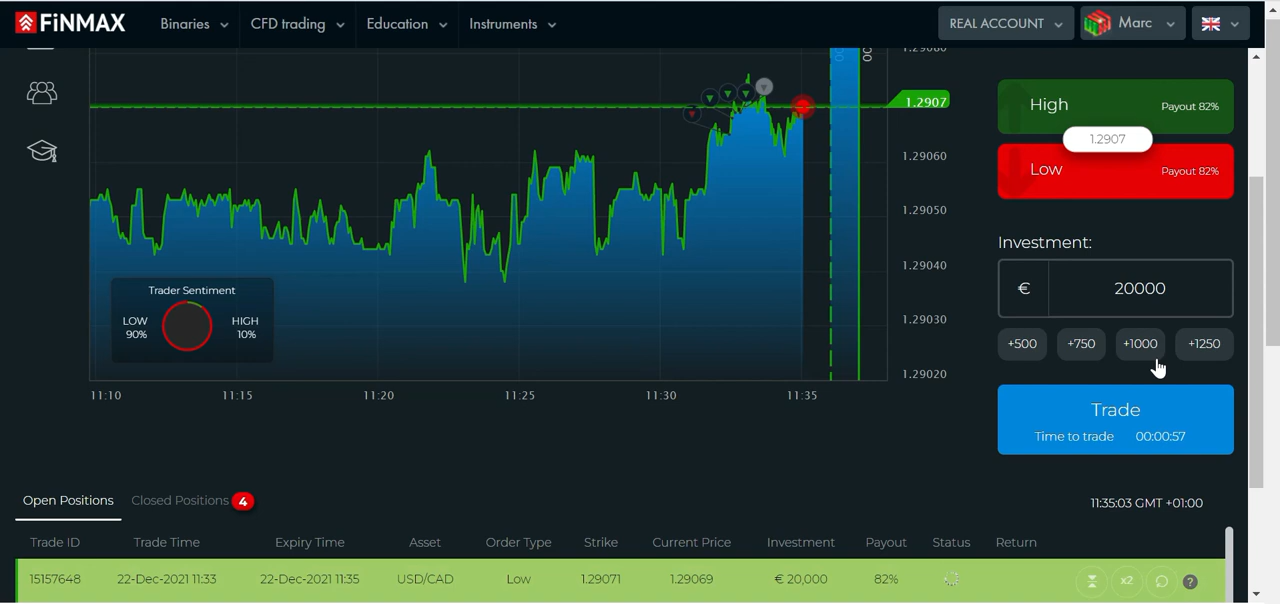 FiNMAX Binaries CFD trading Education Instruments REAL ACCOUNT Marc
1.29080
1.2907
1.29060
1.29050
1.29040
1.29030
1.29020
Trader Sentiment
LOW HIGH
90% 10%
11:10 11:15 11:20 11:25 11:30 11:35
High Payout 82%
1.2907
Low Payout 82%
Investment:
€ 20000
+500 +750 +1000 +1250
Trade
Time to trade 00:00:57
Open Positions Closed Positions 4 11:35:03 GMT +01:00
Trade ID Trade Time Expiry Time Asset Order Type Strike Current Price Investment Payout Status Return
15157648 22-Dec-2021 11:33 22-Dec-2021 11:35 USD/CAD Low 1.29071 1.29069 € 20,000 82% x2 ?